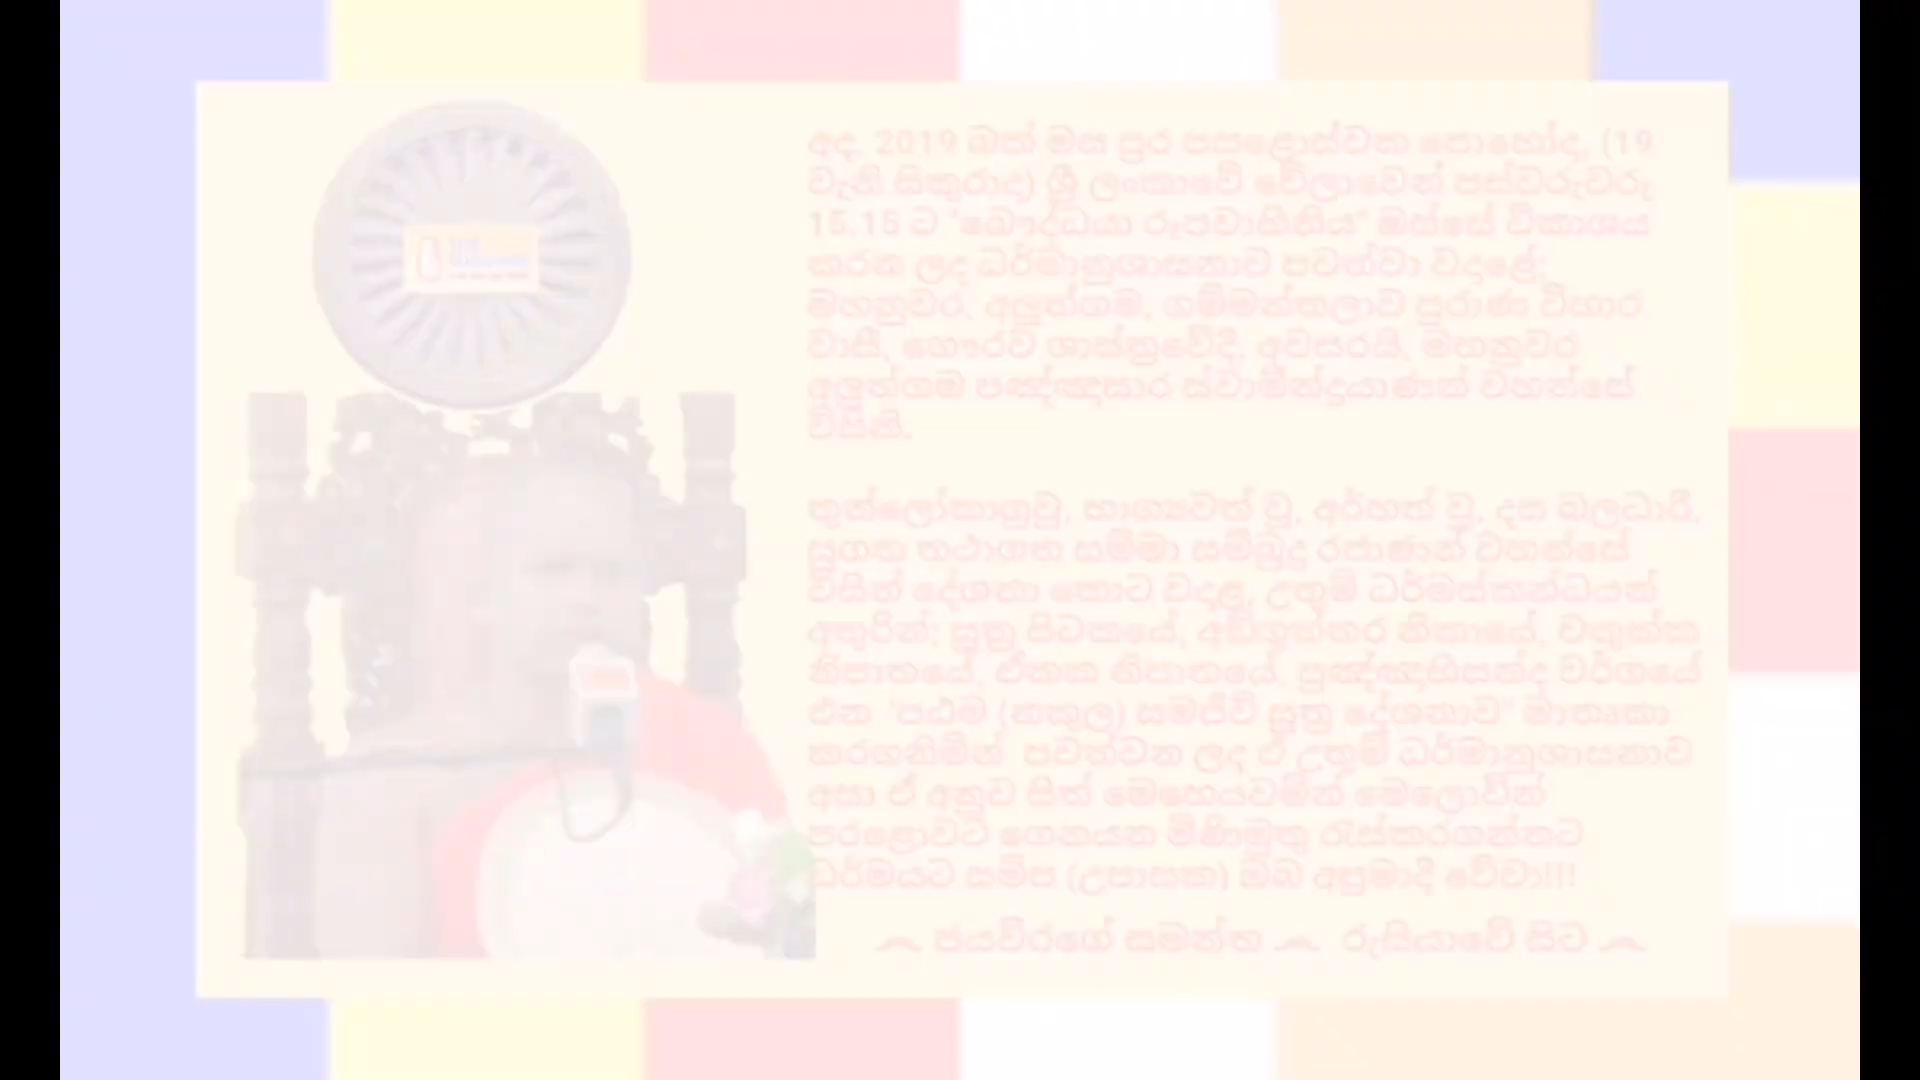 අද, 2019 බක් මස පුර පසළොස්වක පොහෝදා, (19
වැනි සිකුරාදා) ශ්‍රී ලංකාවේ වේලාවෙන් පස්වරුවරු
15.15 ට "බෞද්ධයා රූපවාහිනිය" ඔස්සේ විකාශය
කරන ලද ධර්මානුශාසනාව පවත්වා වදාළේ;
මහනුවර, අලුත්ගම, ගම්මැත්තලාව පුරාණ විහාර
වාසී, ගෞරව ශාස්ත්‍රවේදී, අවසරයි, මහනුවර
අලුත්ගම පඤ්ඤාසාර ස්වාමීන්ද්‍රයාණන් වහන්සේ
විසිනි.
තුන්ලෝකාග්‍රවූ, භාග්‍යවත් වූ, අර්හත් වූ, දස බලධාරී,
සුගත තථාගත සම්මා සම්බුදු රජාණන් වහන්සේ
විසින් දේශනා කොට වදාළ, උතුම් ධර්මස්කන්ධයන්
අතුරින්; සුත්‍ර පිටකයේ, අඞ්ගුත්තර නිකායේ, චතුක්ක
නිපාතයේ, ඒකක නිපාතයේ, පුඤ්ඤාභිසන්ද වර්ගයේ
එන "පඨම (නකුල) සමජීවී සූත්‍ර දේශනාව" මාතෘකා
කරගනිමින් පවත්වන ලද ඒ උතුම් ධර්මානුශාසනාව
අසා ඒ අනුව සිත් මෙහෙයවමින් මෙලොවින්
පරළොවට ගෙනයන මිණිමුතු රැස්කරගන්නට
ධර්මයට සමීප (උපාසක) ඔබ අප්‍රමාදී වේවා!!!
ජයවීරගේ සමන්ත රුසියාවේ සිට